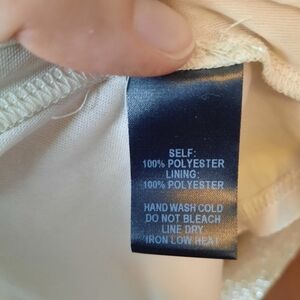 SELF:
100% POLYESTER
LINING:
100% POLYESTER
HAND WASH COLD
DO NOT BLEACH
LINE DRY
IRON LOW HEAT